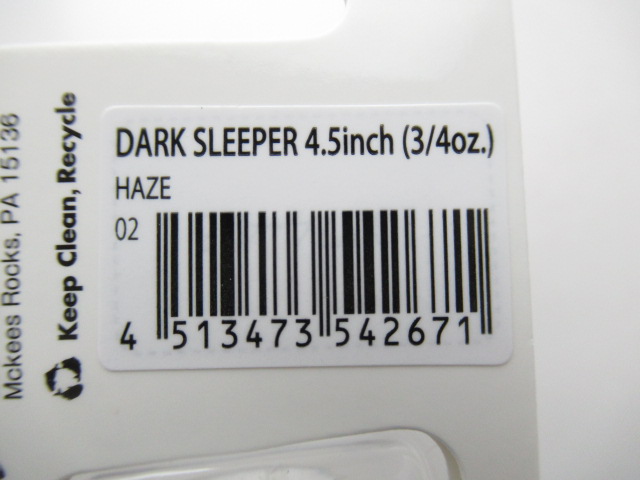 DARK SLEEPER 4.5inch (3/4oz.)
HAZE
02
4 513473 542671
Keep Clean, Recycle
Mckees Rocks, PA 15136